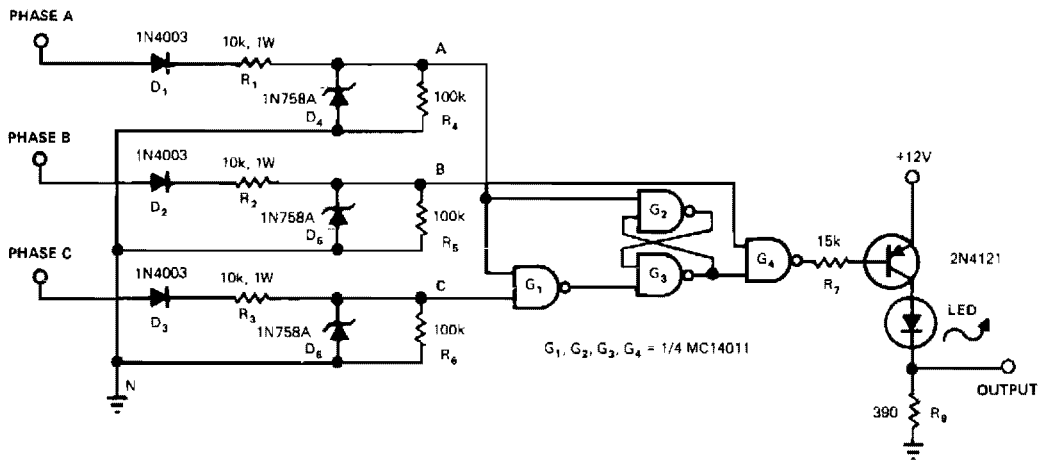 PHASE A
1N4003
D1
10k, 1W
R1
A
1N758A
D4
100k
R4
PHASE B
1N4003
D2
10k, 1W
R2
B
1N758A
D5
100k
R5
PHASE C
1N4003
D3
10k, 1W
R3
C
1N758A
D6
100k
R6
N
G1
G2
G3
G4
G1, G2, G3, G4 = 1/4 MC14011
15k
R7
+12V
2N4121
LED
OUTPUT
390